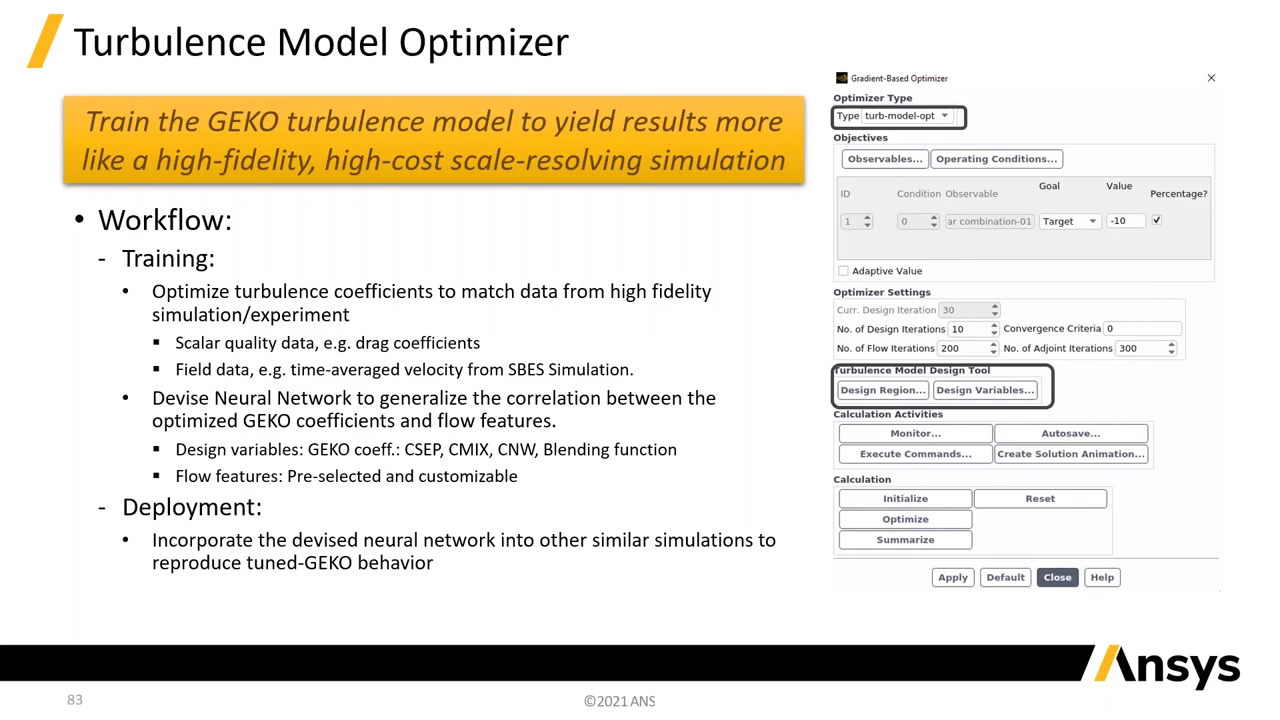 Turbulence Model Optimizer
Train the GEKO turbulence model to yield results more
like a high-fidelity, high-cost scale-resolving simulation
• Workflow:
- Training:
• Optimize turbulence coefficients to match data from high fidelity
simulation/experiment
▪ Scalar quality data, e.g. drag coefficients
▪ Field data, e.g. time-averaged velocity from SBES Simulation.
• Devise Neural Network to generalize the correlation between the
optimized GEKO coefficients and flow features.
▪ Design variables: GEKO coeff.: CSEP, CMIX, CNW, Blending function
▪ Flow features: Pre-selected and customizable
- Deployment:
• Incorporate the devised neural network into other similar simulations to
reproduce tuned-GEKO behavior
Gradient-Based Optimizer
Optimizer Type
Type turb-model-opt
Objectives
Observables... Operating Conditions...
ID Condition Observable Goal Value Percentage?
1 0 ar combination-01 Target -10
Adaptive Value
Optimizer Settings
Curr. Design Iteration 30
No. of Design Iterations 10 Convergence Criteria 0
No. of Flow Iterations 200 No. of Adjoint Iterations 300
Turbulence Model Design Tool
Design Region... Design Variables...
Calculation Activities
Monitor... Autosave...
Execute Commands... Create Solution Animation...
Calculation
Initialize Reset
Optimize
Summarize
Apply Default Close Help
Ansys
83
©2021 ANS